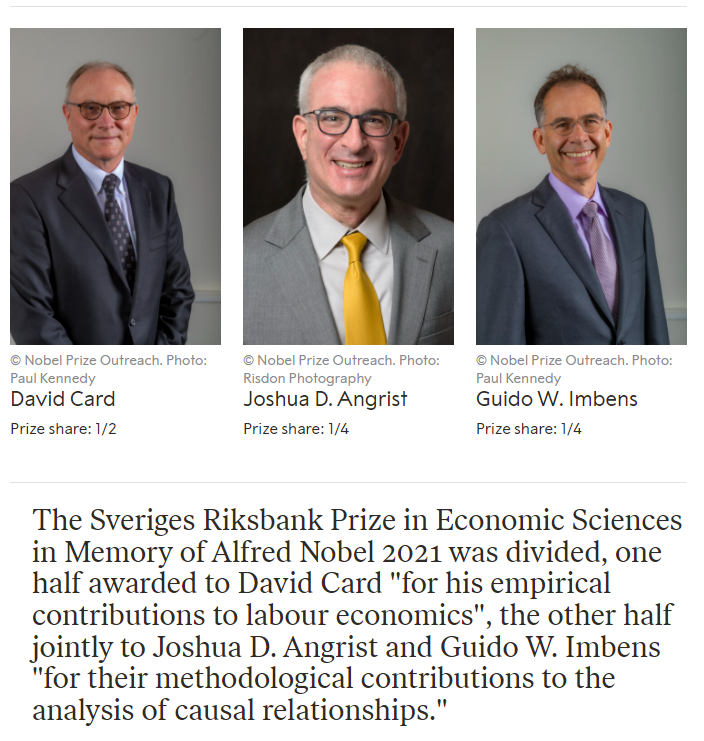 © Nobel Prize Outreach. Photo:
Paul Kennedy
David Card
Prize share: 1/2
© Nobel Prize Outreach. Photo:
Risdon Photography
Joshua D. Angrist
Prize share: 1/4
© Nobel Prize Outreach. Photo:
Paul Kennedy
Guido W. Imbens
Prize share: 1/4
The Sveriges Riksbank Prize in Economic Sciences
in Memory of Alfred Nobel 2021 was divided, one
half awarded to David Card "for his empirical
contributions to labour economics", the other half
jointly to Joshua D. Angrist and Guido W. Imbens
"for their methodological contributions to the
analysis of causal relationships."